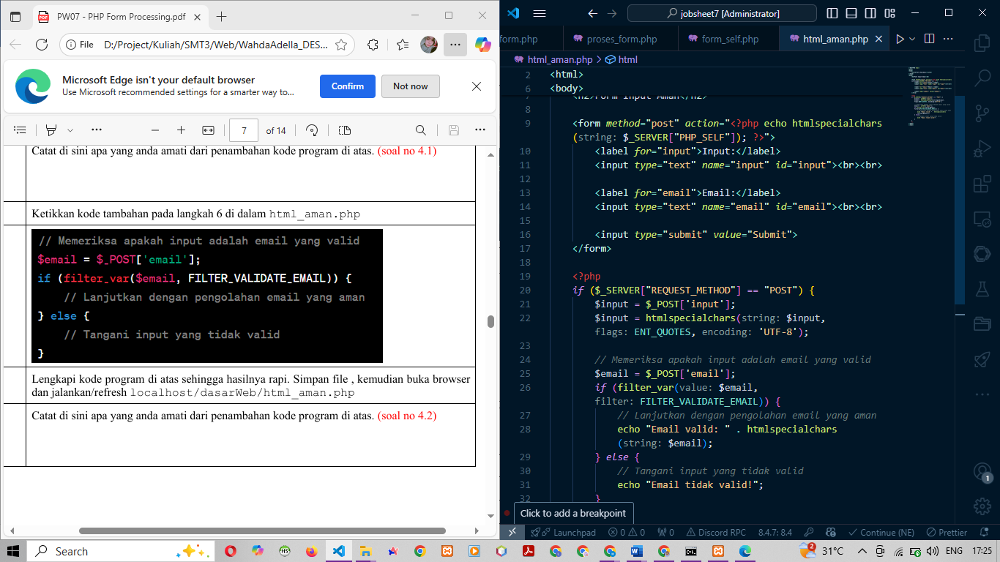 PW07 - PHP Form Processing.pdf
File
D:/Project/Kuliah/SMT3/Web/WahdaAdella_DES...
Microsoft Edge isn't your default browser
Use Microsoft recommended settings for a smarter way to...
Confirm
Not now
7
of 14
Catat di sini apa yang anda amati dari penambahan kode program di atas. (soal no 4.1)
Ketikkan kode tambahan pada langkah 6 di dalam html_aman.php
// Memeriksa apakah input adalah email yang valid
$email = $_POST['email'];
if (filter_var($email, FILTER_VALIDATE_EMAIL)) {
// Lanjutkan dengan pengolahan email yang aman
} else {
// Tangani input yang tidak valid
}
Lengkapi kode program di atas sehingga hasilnya rapi. Simpan file , kemudian buka browser
dan jalankan/refresh localhost/dasarWeb/html_aman.php
Catat di sini apa yang anda amati dari penambahan kode program di atas. (soal no 4.2)
jobsheet7 [Administrator]
form.php
proses_form.php
form_self.php
html_aman.php
html_aman.php > html
2 <html>
6 <body>
7 <h2>Form Input Aman</h2>
8
9 <form method="post" action="<?php echo htmlspecialchars
(string: $_SERVER["PHP_SELF"]); ?>">
10 <label for="input">Input:</label>
11 <input type="text" name="input" id="input"><br><br>
12
13 <label for="email">Email:</label>
14 <input type="text" name="email" id="email"><br><br>
15
16 <input type="submit" value="Submit">
17 </form>
18
19 <?php
20 if ($_SERVER["REQUEST_METHOD"] == "POST") {
21 $input = $_POST['input'];
22 $input = htmlspecialchars(string: $input,
flags: ENT_QUOTES, encoding: 'UTF-8');
23
24 // Memeriksa apakah input adalah email yang valid
25 $email = $_POST['email'];
26 if (filter_var(value: $email,
filter: FILTER_VALIDATE_EMAIL)) {
27 // Lanjutkan dengan pengolahan email yang aman
28 echo "Email valid: " . htmlspecialchars
(string: $email);
29 } else {
30 // Tangani input yang tidak valid
31 echo "Email tidak valid!";
32 }
Click to add a breakpoint
1
Launchpad
0 0
0
Discord RPC
8.4.7: 8.4
Continue (NE)
Prettier
Search
2
31°C
ENG
17:25